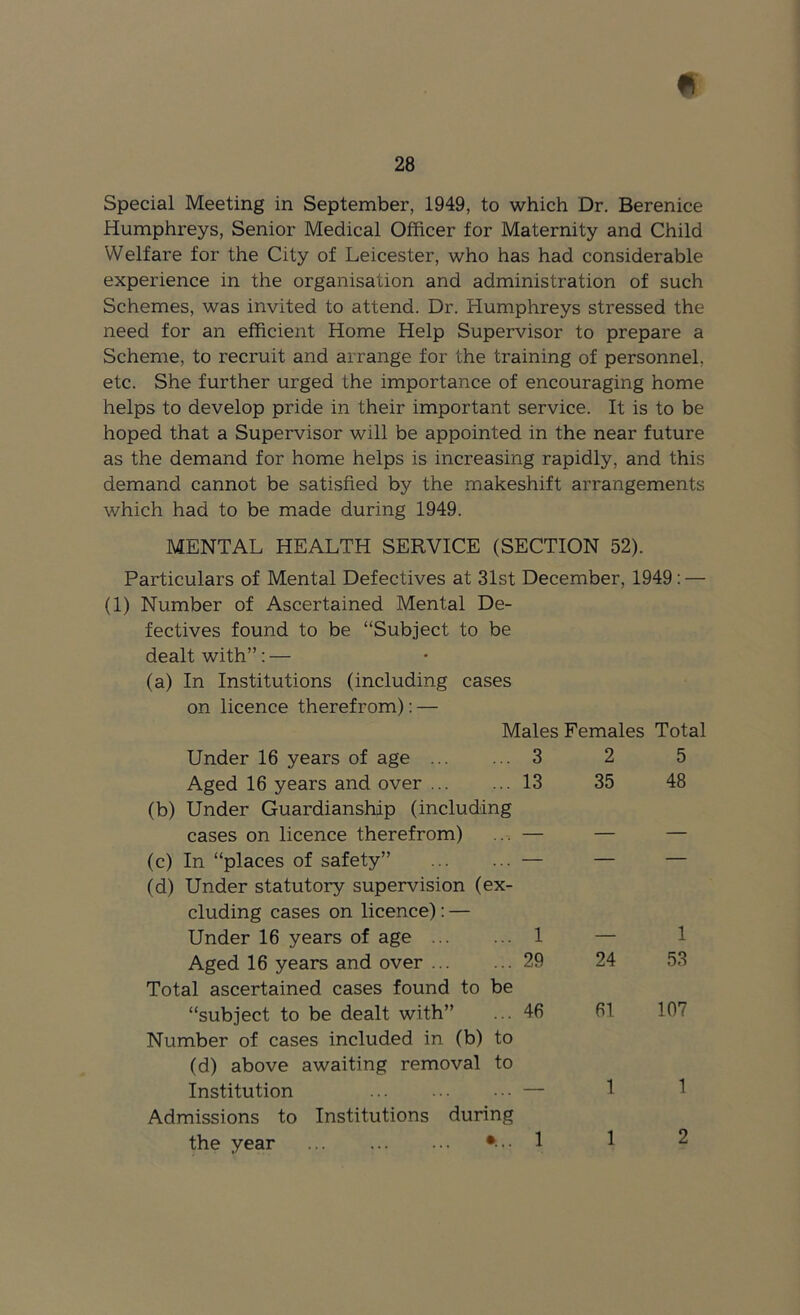 28
Special Meeting in September, 1949, to which Dr. Berenice
Humphreys, Senior Medical Officer for Maternity and Child
Welfare for the City of Leicester, who has had considerable
experience in the organisation and administration of such
Schemes, was invited to attend. Dr. Humphreys stressed the
need for an efficient Home Help Supervisor to prepare a
Scheme, to recruit and arrange for the training of personnel,
etc. She further urged the importance of encouraging home
helps to develop pride in their important service. It is to be
hoped that a Supervisor will be appointed in the near future
as the demand for home helps is increasing rapidly, and this
demand cannot be satisfied by the makeshift arrangements
which had to be made during 1949.
MENTAL HEALTH SERVICE (SECTION 52).
Particulars of Mental Defectives at 31st December, 1949: —
(1) Number of Ascertained Mental De-
fectives found to be “Subject to be
dealt with”: —
(a) In Institutions (including cases
on licence therefrom): —
Males Females Total
Under 16 years of age ... ... 3 2 5
Aged 16 years and over ... ... 13 35 48
(b) Under Guardianship (including
cases on licence therefrom) ... — — —
(c) In “places of safety” ... ... — — —
(d) Under statutory supervision (ex-
cluding cases on licence): —
Under 16 years of age ... ... 1 — 1
Aged 16 years and over ... ... 29 24 53
Total ascertained cases found to be
“subject to be dealt with” ... 46 61 107
Number of cases included in (b) to
(d) above awaiting removal to
Institution ... ... ... — 1 1
Admissions to Institutions during
the year ... ... ... ... 1 1 2